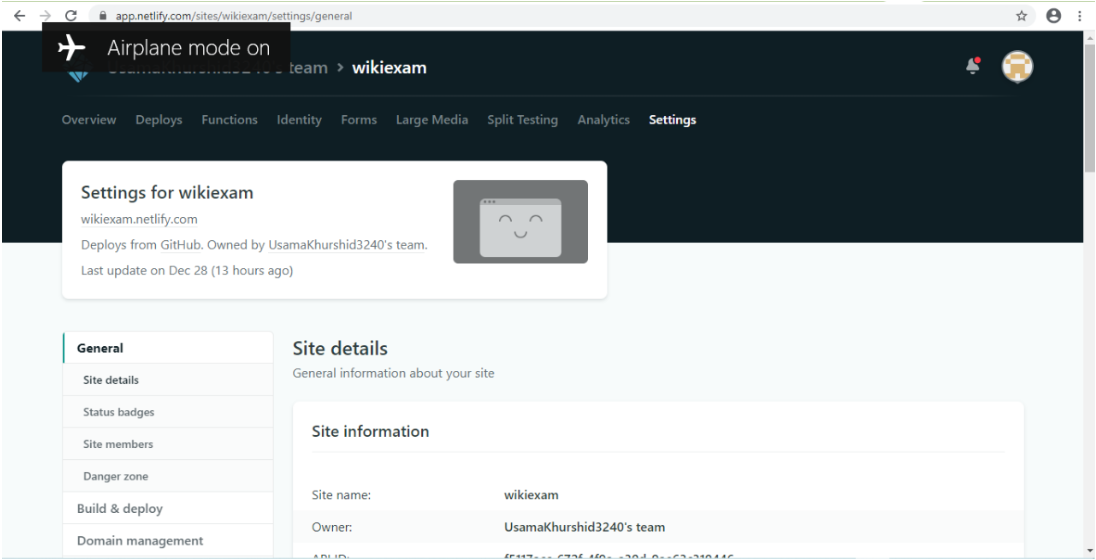 app.netlify.com/sites/wikiexam/settings/general
Airplane mode on
team > wikiexam
Overview Deploys Functions Identity Forms Large Media Split Testing Analytics Settings
Settings for wikiexam
wikiexam.netlify.com
Deploys from GitHub. Owned by UsamaKhurshid3240's team.
Last update on Dec 28 (13 hours ago)
General
Site details
Status badges
Site members
Danger zone
Build & deploy
Domain management
Site details
General information about your site
Site information
Site name: wikiexam
Owner: UsamaKhurshid3240's team